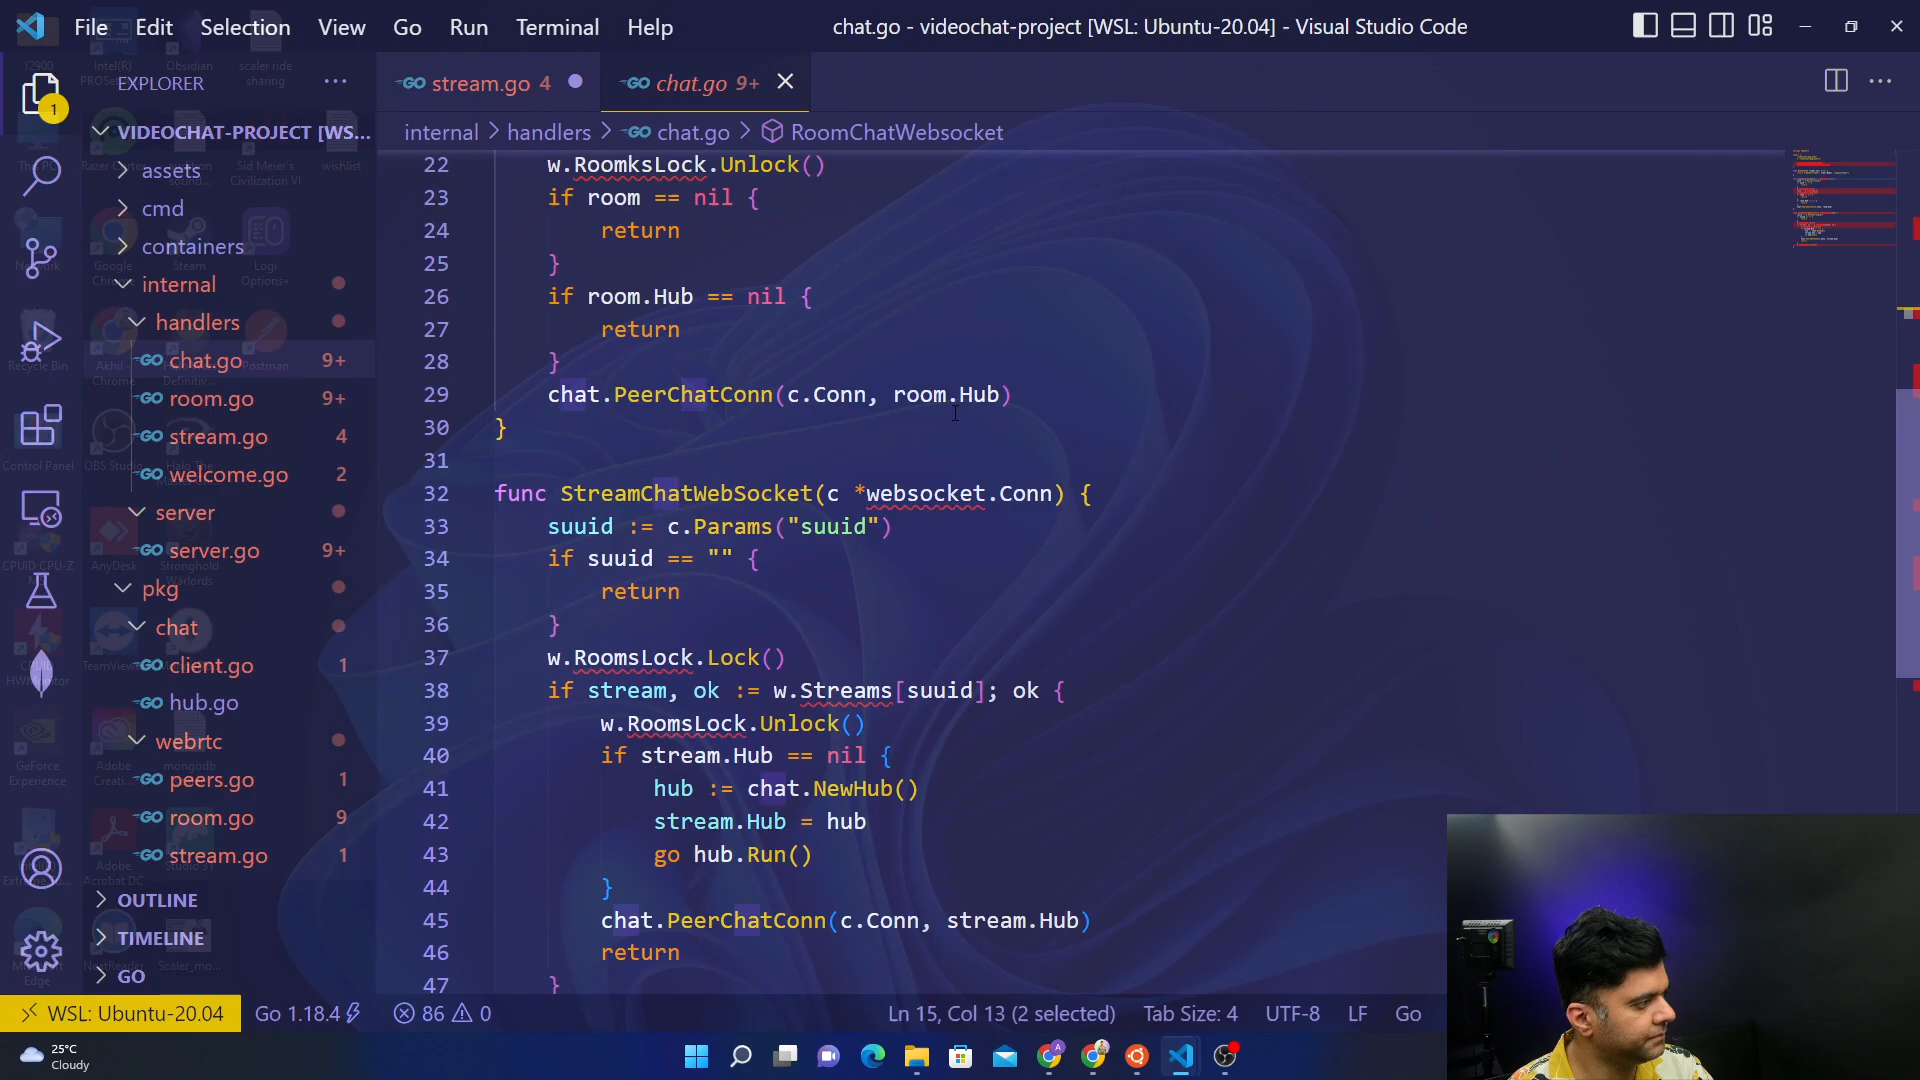 File Edit Selection View Go Run Terminal Help
chat.go - videochat-project [WSL: Ubuntu-20.04] - Visual Studio Code
EXPLORER
1
VIDEOCHAT-PROJECT [WS...
assets
cmd
containers
internal
handlers
chat.go 9+
room.go 9+
stream.go 4
welcome.go 2
server
server.go 9+
pkg
chat
client.go 1
hub.go
webrtc
peers.go 1
room.go 9
stream.go 1
OUTLINE
TIMELINE
GO
stream.go 4
chat.go 9+
internal > handlers > chat.go > RoomChatWebsocket
22 w.RoomksLock.Unlock()
23 if room == nil {
24 return
25 }
26 if room.Hub == nil {
27 return
28 }
29 chat.PeerChatConn(c.Conn, room.Hub)
30 }
31
32 func StreamChatWebSocket(c *websocket.Conn) {
33 suuid := c.Params("suuid")
34 if suuid == "" {
35 return
36 }
37 w.RoomsLock.Lock()
38 if stream, ok := w.Streams[suuid]; ok {
39 w.RoomsLock.Unlock()
40 if stream.Hub == nil {
41 hub := chat.NewHub()
42 stream.Hub = hub
43 go hub.Run()
44 }
45 chat.PeerChatConn(c.Conn, stream.Hub)
46 return
47 }
WSL: Ubuntu-20.04
Go 1.18.4
86 0
Ln 15, Col 13 (2 selected)
Tab Size: 4
UTF-8
LF
Go
25°C
Cloudy